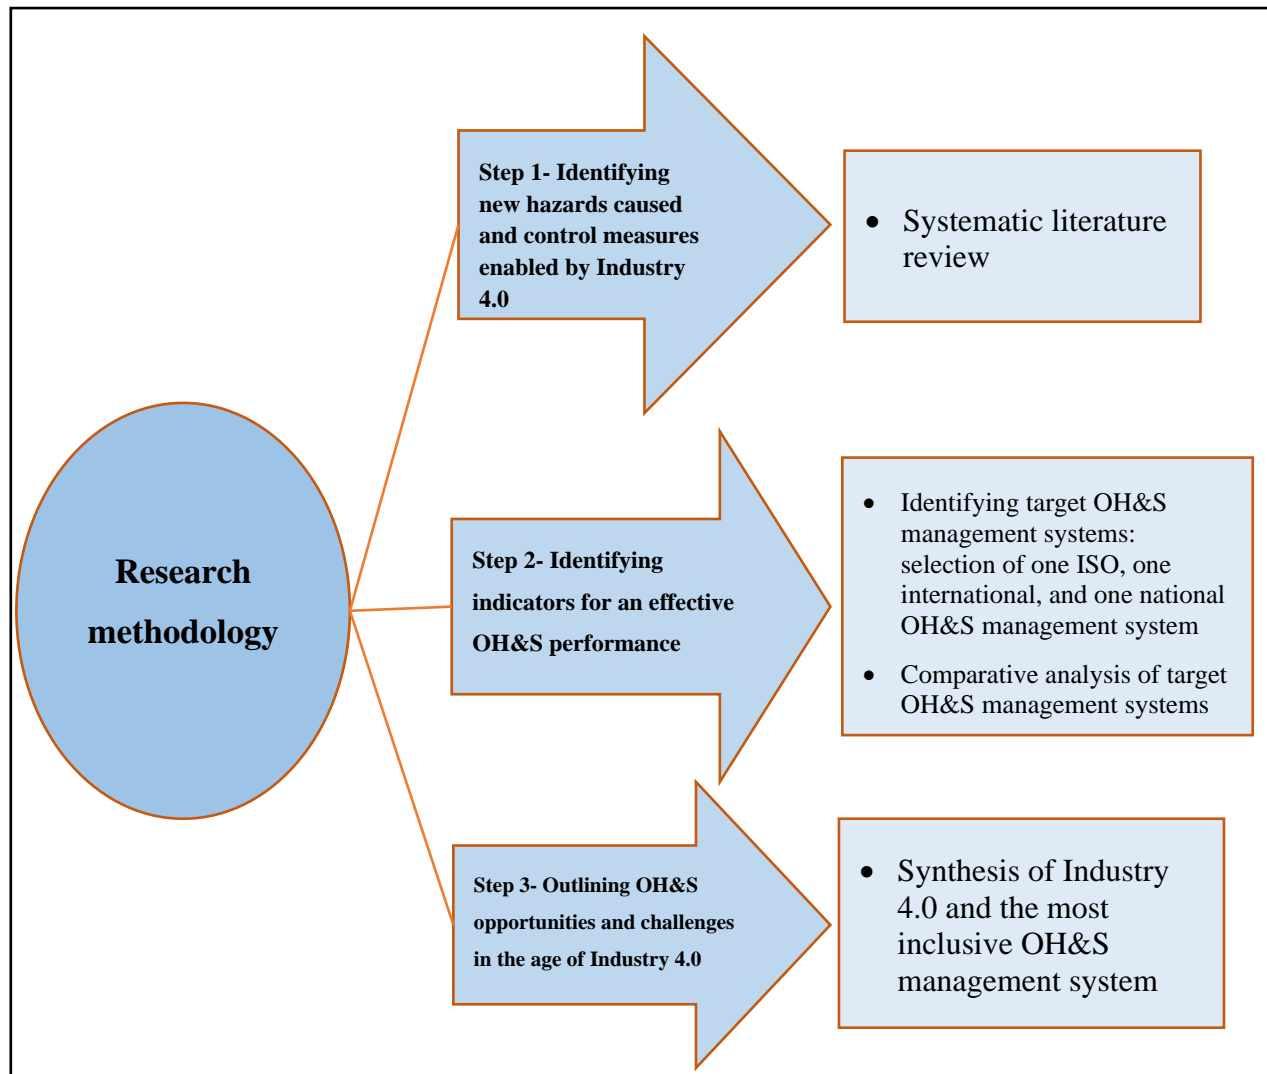 Research
methodology
Step 1- Identifying
new hazards caused
and control measures
enabled by Industry
4.0
• Systematic literature
review
Step 2- Identifying
indicators for an effective
OH&S performance
• Identifying target OH&S
management systems:
selection of one ISO, one
international, and one national
OH&S management system
• Comparative analysis of target
OH&S management systems
Step 3- Outlining OH&S
opportunities and challenges
in the age of Industry 4.0
• Synthesis of Industry
4.0 and the most
inclusive OH&S
management system